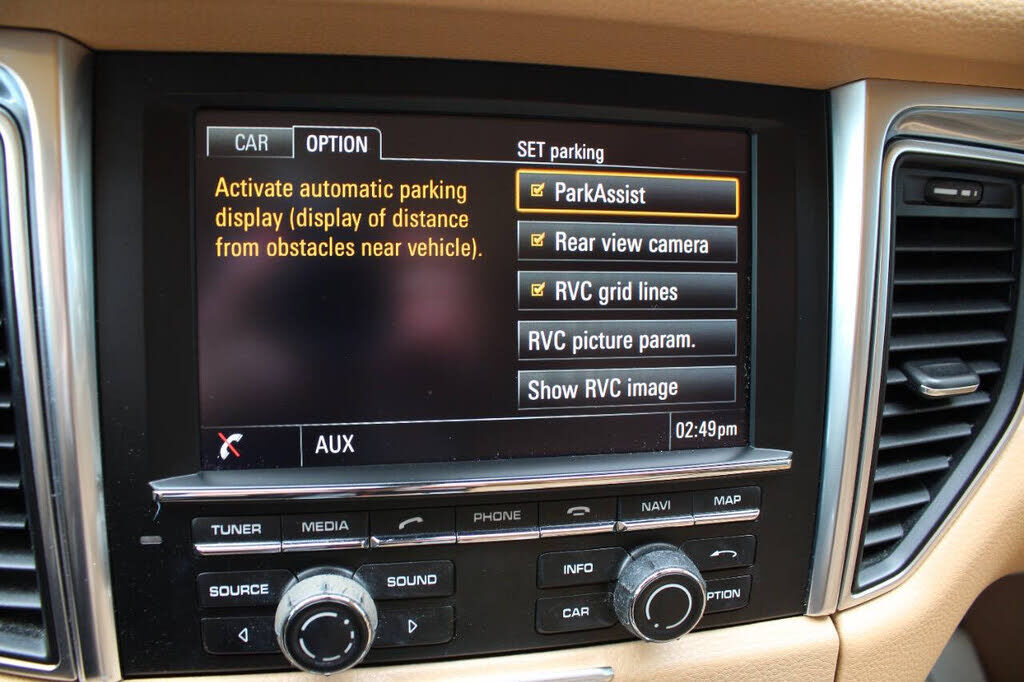 CAR OPTION
SET parking
Activate automatic parking
display (display of distance
from obstacles near vehicle).
ParkAssist
Rear view camera
RVC grid lines
RVC picture param.
Show RVC image
AUX
02:49pm
TUNER MEDIA PHONE NAVI MAP
SOURCE SOUND INFO
CAR PTION